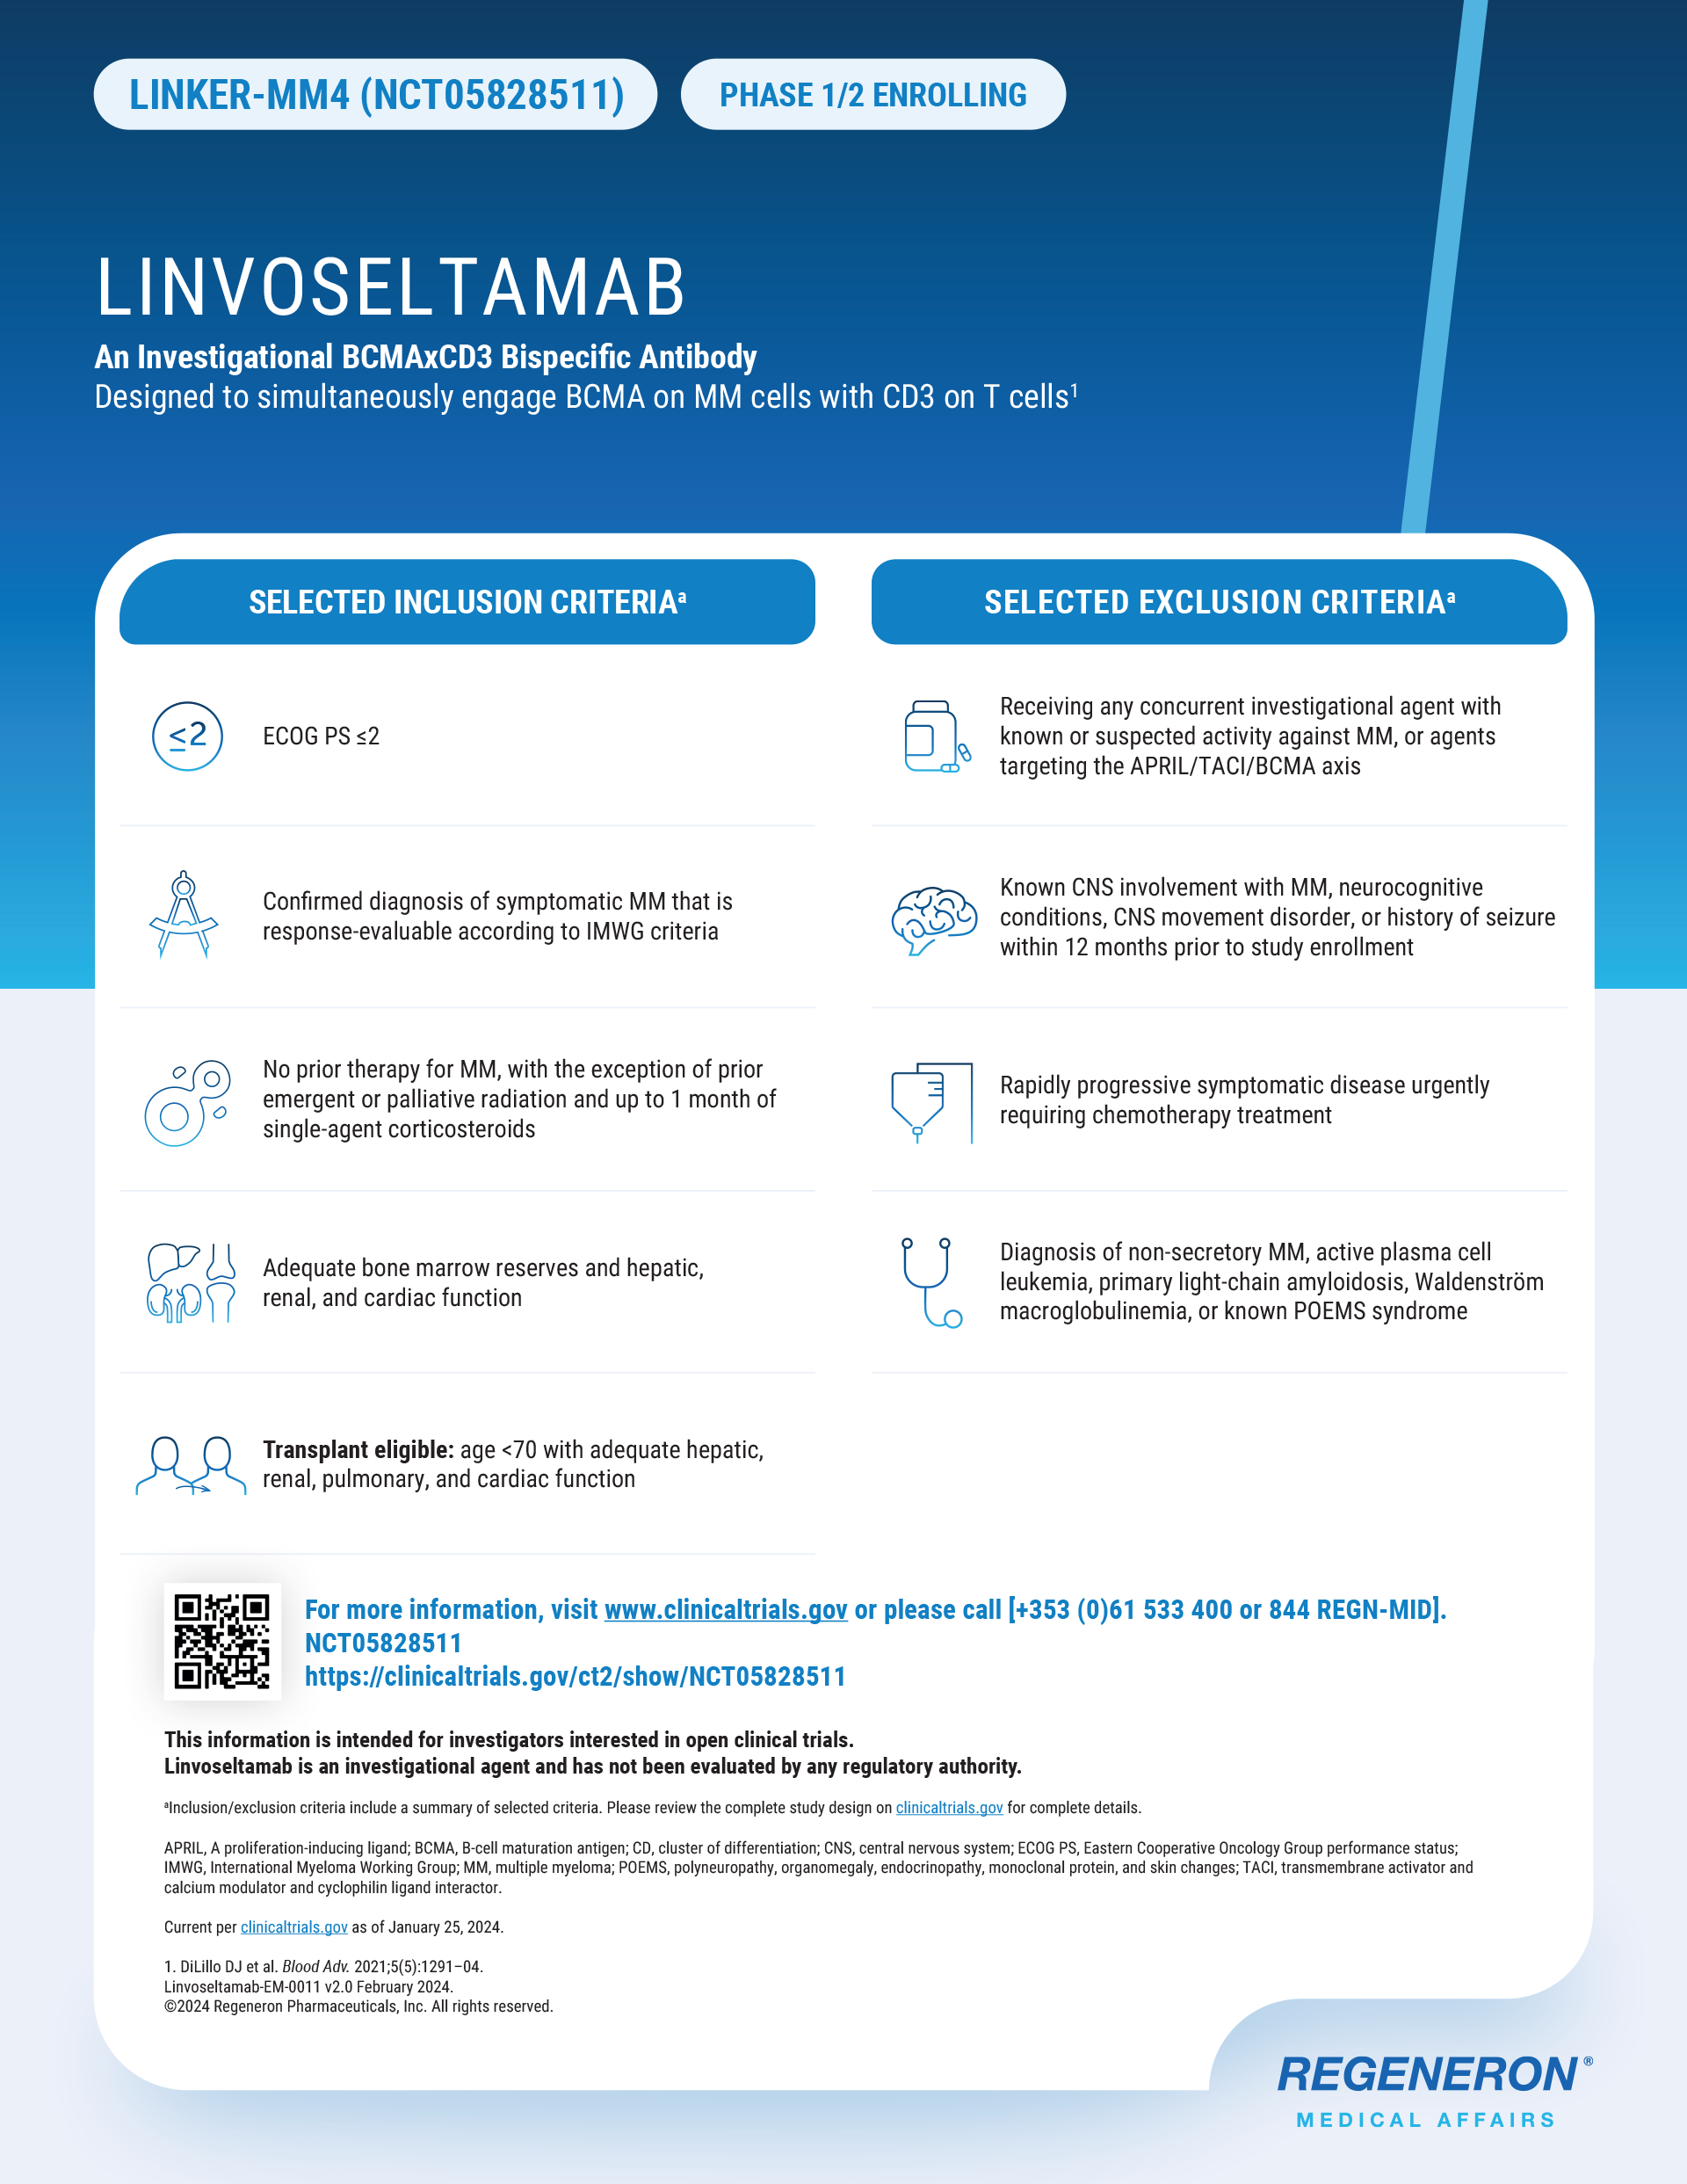 LINKER-MM4 (NCT05828511)
PHASE 1/2 ENROLLING
LINVOSELTAMAB
An Investigational BCMAxCD3 Bispecific Antibody
Designed to simultaneously engage BCMA on MM cells with CD3 on T cells¹
SELECTED INCLUSION CRITERIAᵃ
≤2
ECOG PS ≤2
Confirmed diagnosis of symptomatic MM that is
response-evaluable according to IMWG criteria
No prior therapy for MM, with the exception of prior
emergent or palliative radiation and up to 1 month of
single-agent corticosteroids
Adequate bone marrow reserves and hepatic,
renal, and cardiac function
Transplant eligible: age <70 with adequate hepatic,
renal, pulmonary, and cardiac function
SELECTED EXCLUSION CRITERIAᵃ
Receiving any concurrent investigational agent with
known or suspected activity against MM, or agents
targeting the APRIL/TACI/BCMA axis
Known CNS involvement with MM, neurocognitive
conditions, CNS movement disorder, or history of seizure
within 12 months prior to study enrollment
Rapidly progressive symptomatic disease urgently
requiring chemotherapy treatment
Diagnosis of non-secretory MM, active plasma cell
leukemia, primary light-chain amyloidosis, Waldenström
macroglobulinemia, or known POEMS syndrome
For more information, visit www.clinicaltrials.gov or please call [+353 (0)61 533 400 or 844 REGN-MID].
NCT05828511
https://clinicaltrials.gov/ct2/show/NCT05828511
This information is intended for investigators interested in open clinical trials.
Linvoseltamab is an investigational agent and has not been evaluated by any regulatory authority.
ᵃInclusion/exclusion criteria include a summary of selected criteria. Please review the complete study design on clinicaltrials.gov for complete details.
APRIL, A proliferation-inducing ligand; BCMA, B-cell maturation antigen; CD, cluster of differentiation; CNS, central nervous system; ECOG PS, Eastern Cooperative Oncology Group performance status;
IMWG, International Myeloma Working Group; MM, multiple myeloma; POEMS, polyneuropathy, organomegaly, endocrinopathy, monoclonal protein, and skin changes; TACI, transmembrane activator and
calcium modulator and cyclophilin ligand interactor.
Current per clinicaltrials.gov as of January 25, 2024.
1. DiLillo DJ et al. Blood Adv. 2021;5(5):1291–04.
Linvoseltamab-EM-0011 v2.0 February 2024.
©2024 Regeneron Pharmaceuticals, Inc. All rights reserved.
REGENERON®
MEDICAL AFFAIRS